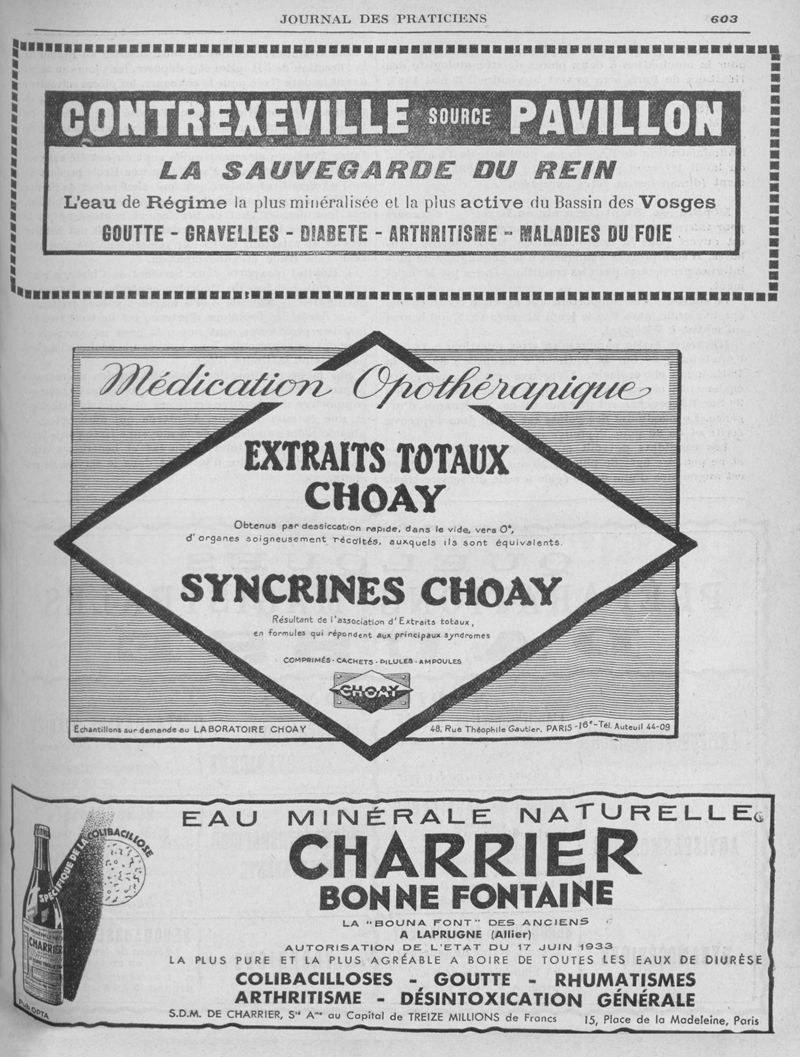 JOURNAL DES PRATICIENS 603
CONTREXEVILLE SOURCE PAVILLON
LA SAUVEGARDE DU REIN
L'eau de Régime la plus minéralisée et la plus active du Bassin des Vosges
GOUTTE - GRAVELLES - DIABETE - ARTHRITISME - MALADIES DU FOIE
Médication Opothérapique
EXTRAITS TOTAUX
CHOAY
Obtenus par dessiccation rapide, dans le vide, vers 0°,
d'organes soigneusement récoltés, auxquels ils sont équivalents.
SYNCRINES CHOAY
Résultant de l'association d'Extraits totaux,
en formules qui répondent aux principaux syndromes
COMPRIMÉS - CACHETS - PILULES - AMPOULES
CHOAY
Échantillons sur demande au LABORATOIRE CHOAY
48, Rue Théophile Gautier, PARIS - 16e - Tél. Auteuil 44-09
EAU MINÉRALE NATURELLE
SPÉCIFIQUE DE LA COLIBACILLOSE
CHARRIER
BONNE FONTAINE
LA "BOUNA FONT" DES ANCIENS
A LAPRUGNE (Allier)
AUTORISATION DE L'ETAT DU 17 JUIN 1933
LA PLUS PURE ET LA PLUS AGRÉABLE A BOIRE DE TOUTES LES EAUX DE DIURÈSE
COLIBACILLOSES - GOUTTE - RHUMATISMES
ARTHRITISME - DÉSINTOXICATION GÉNÉRALE
CHARRIER
Pub. OPTA
S.D.M. DE CHARRIER, Sté Ame au Capital de TREIZE MILLIONS de Francs
15, Place de la Madeleine, Paris